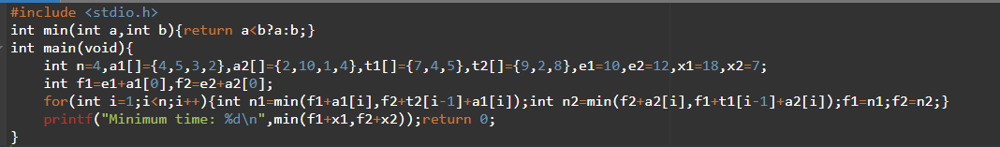 #include <stdio.h>
int min(int a,int b){return a<b?a:b;}
int main(void){
    int n=4,a1[]={4,5,3,2},a2[]={2,10,1,4},t1[]={7,4,5},t2[]={9,2,8},e1=10,e2=12,x1=18,x2=7;
    int f1=e1+a1[0],f2=e2+a2[0];
    for(int i=1;i<n;i++){int n1=min(f1+a1[i],f2+t2[i-1]+a1[i]);int n2=min(f2+a2[i],f1+t1[i-1]+a2[i]);f1=n1;f2=n2;}
    printf("Minimum time: %d\n",min(f1+x1,f2+x2));return 0;
}